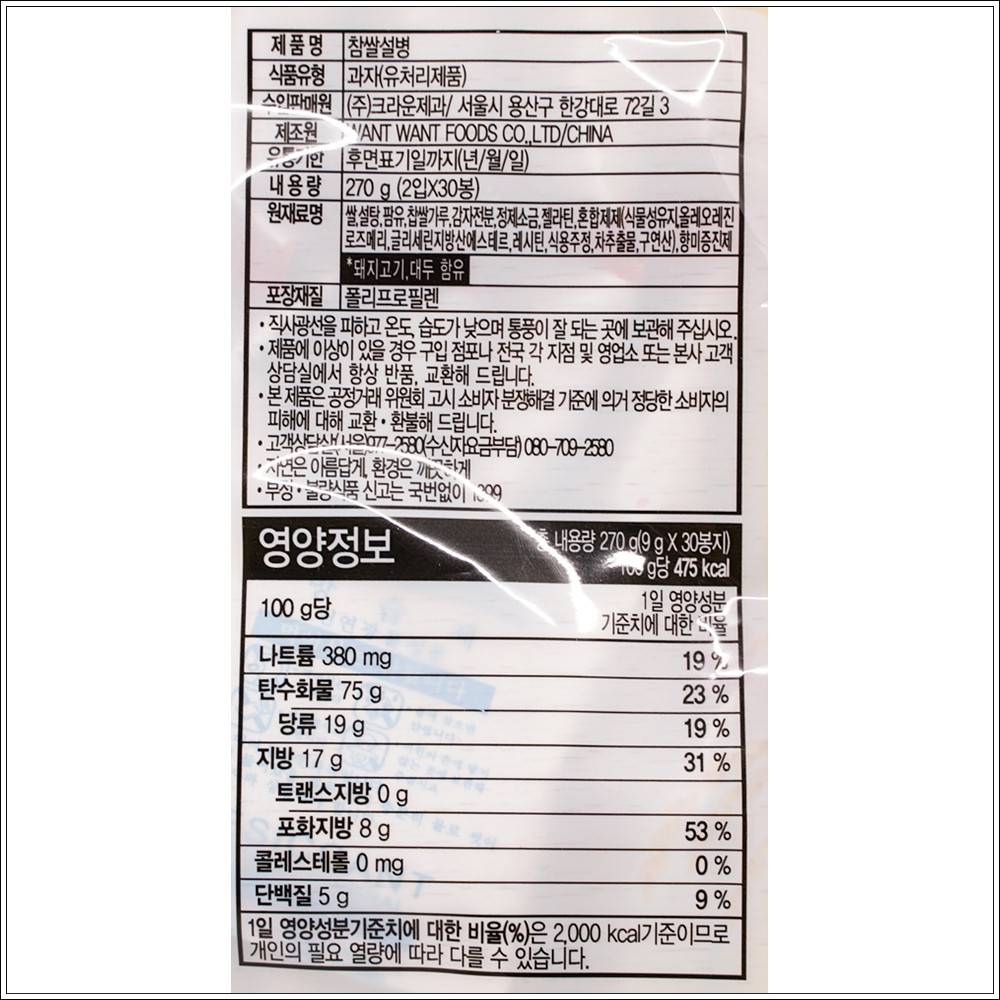 제품명 참쌀설병
식품유형 과자(유처리제품)
수입판매원 (주)크라운제과/ 서울시 용산구 한강대로 72길 3
제조원 WANT WANT FOODS CO.,LTD/CHINA
유통기한 후면표기일까지(년/월/일)
내용량 270 g (2입X30봉)
원재료명 쌀,설탕,팜유,찹쌀가루,감자전분,정제소금,젤라틴,혼합제제(식물성유지,올레오레진
로즈메리,글리세린지방산에스테르,레시틴,식용주정,차추출물,구연산),향미증진제
*돼지고기,대두 함유
포장재질 폴리프로필렌
• 직사광선을 피하고 온도, 습도가 낮으며 통풍이 잘 되는 곳에 보관해 주십시오.
• 제품에 이상이 있을 경우 구입 점포나 전국 각 지점 및 영업소 또는 본사 고객
상담실에서 항상 반품, 교환해 드립니다.
• 본 제품은 공정거래 위원회 고시 소비자 분쟁해결 기준에 의거 정당한 소비자의
피해에 대해 교환 • 환불해 드립니다.
• 고객상담실(서울)977-2580(수신자요금부담) 080-709-2580
• 자연은 아름답게, 환경은 깨끗하게
• 부정 • 불량식품 신고는 국번없이 1399
영양정보
총 내용량 270 g(9 g X 30봉지)
100 g당 475 kcal
100 g당
1일 영양성분
기준치에 대한 비율
나트륨 380 mg 19 %
탄수화물 75 g 23 %
당류 19 g 19 %
지방 17 g 31 %
트랜스지방 0 g
포화지방 8 g 53 %
콜레스테롤 0 mg 0 %
단백질 5 g 9 %
1일 영양성분기준치에 대한 비율(%)은 2,000 kcal기준이므로
개인의 필요 열량에 따라 다를 수 있습니다.